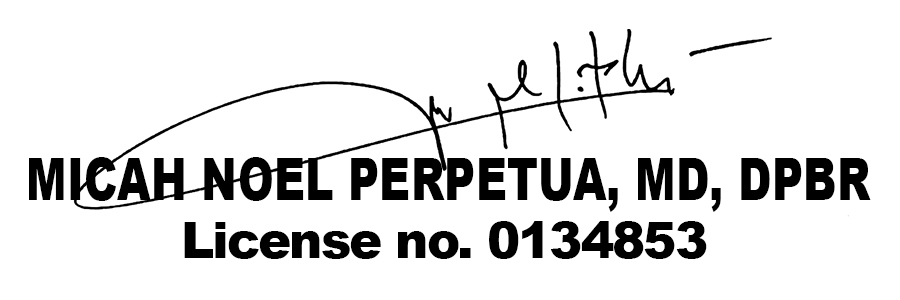 MICAH NOEL PERPETUA, MD, DPBR
License no. 0134853